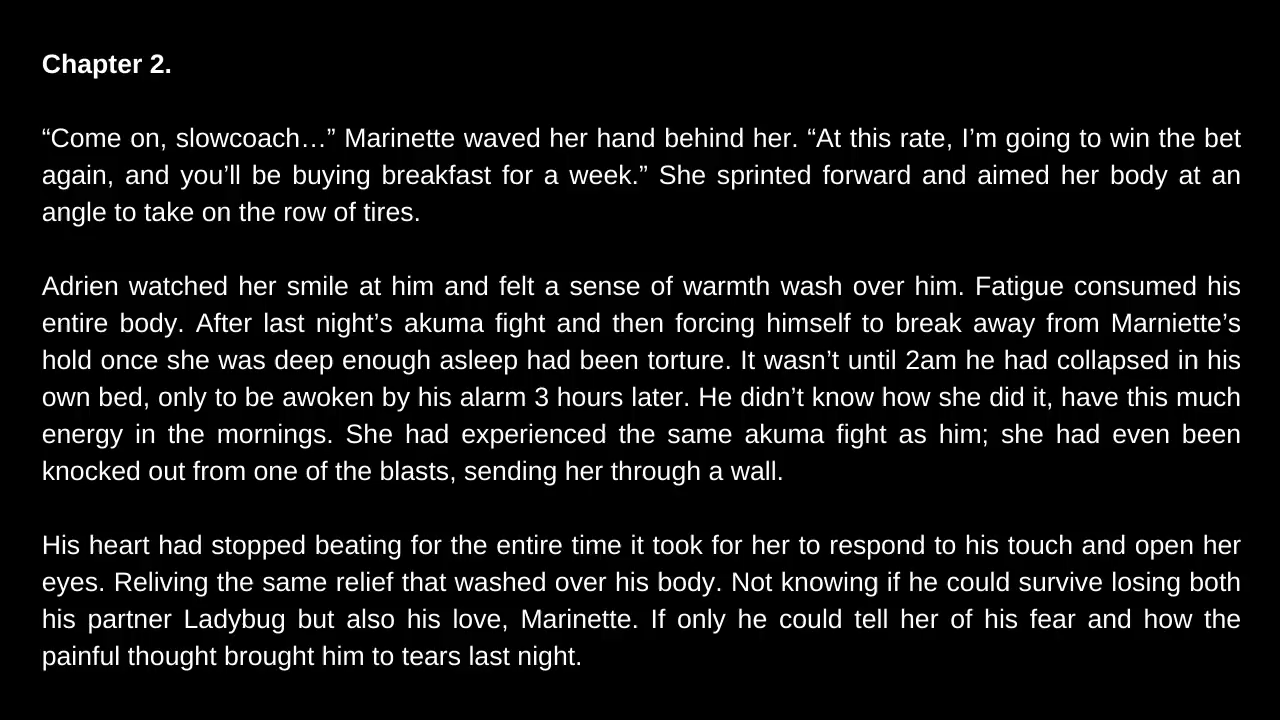 Chapter 2.
“Come on, slowcoach…” Marinette waved her hand behind her. “At this rate, I’m going to win the bet
again, and you’ll be buying breakfast for a week.” She sprinted forward and aimed her body at an
angle to take on the row of tires.
Adrien watched her smile at him and felt a sense of warmth wash over him. Fatigue consumed his
entire body. After last night’s akuma fight and then forcing himself to break away from Marniette’s
hold once she was deep enough asleep had been torture. It wasn’t until 2am he had collapsed in his
own bed, only to be awoken by his alarm 3 hours later. He didn’t know how she did it, have this much
energy in the mornings. She had experienced the same akuma fight as him; she had even been
knocked out from one of the blasts, sending her through a wall.
His heart had stopped beating for the entire time it took for her to respond to his touch and open her
eyes. Reliving the same relief that washed over his body. Not knowing if he could survive losing both
his partner Ladybug but also his love, Marinette. If only he could tell her of his fear and how the
painful thought brought him to tears last night.